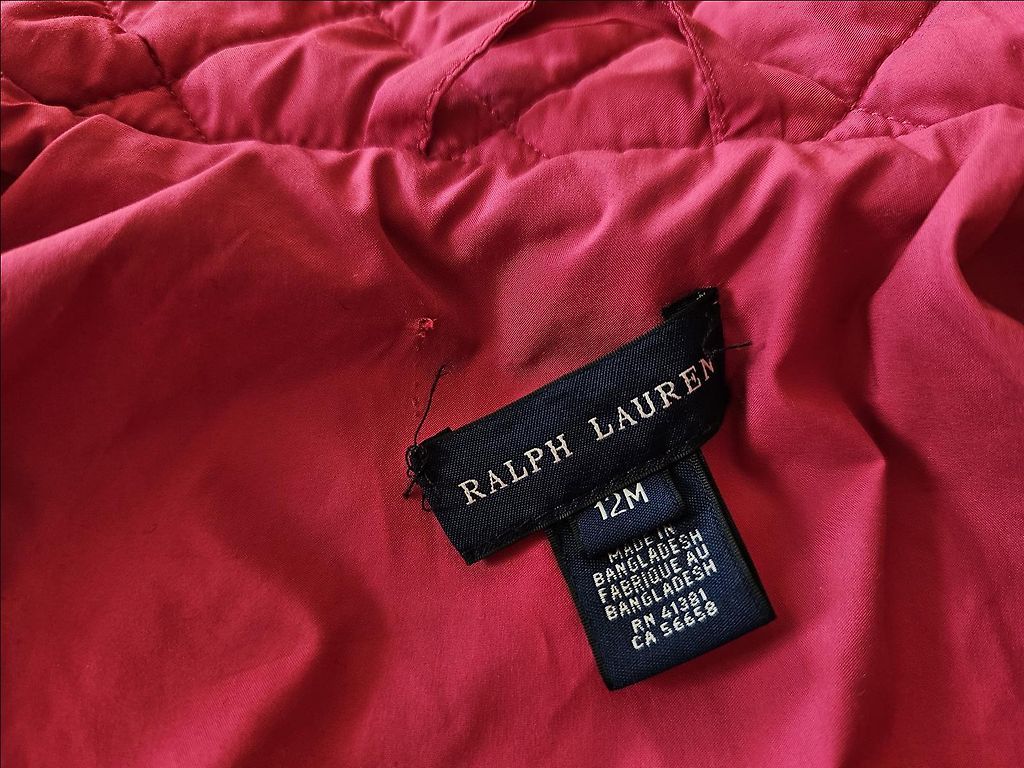 RALPH LAUREN
12M
MADE IN
BANGLADESH
FABRIQUE AU
BANGLADESH
RN 41381
CA 56658